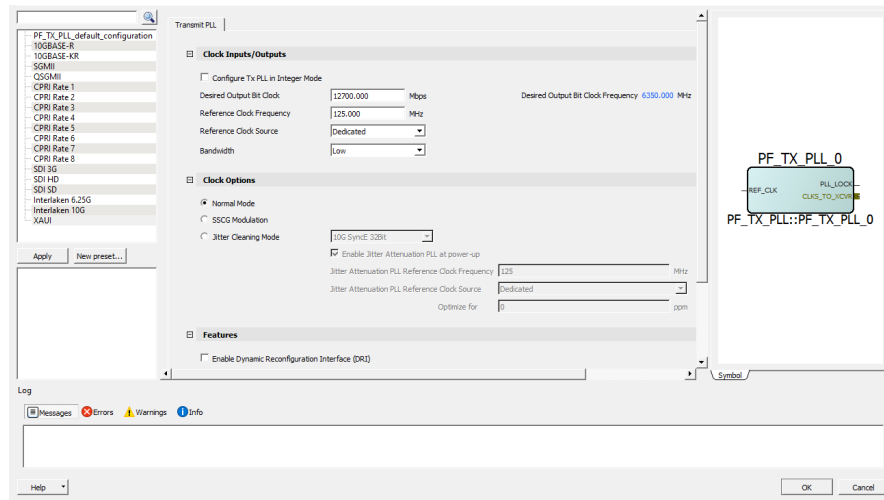 PF_TX_PLL_default_configuration
10GBASE-R
10GBASE-KR
SGMII
QSGMII
CPRI Rate 1
CPRI Rate 2
CPRI Rate 3
CPRI Rate 4
CPRI Rate 5
CPRI Rate 6
CPRI Rate 7
CPRI Rate 8
SDI 3G
SDI HD
SDI SD
Interlaken 6.25G
Interlaken 10G
XAUI
Apply New preset...
Transmit PLL
Clock Inputs/Outputs
Configure Tx PLL in Integer Mode
Desired Output Bit Clock 12700.000 Mbps Desired Output Bit Clock Frequency 6350.000 MHz
Reference Clock Frequency 125.000 MHz
Reference Clock Source Dedicated
Bandwidth Low
Clock Options
Normal Mode
SSCG Modulation
Jitter Cleaning Mode 10G SyncE 32Bit
Enable Jitter Attenuation PLL at power-up
Jitter Attenuation PLL Reference Clock Frequency 125 MHz
Jitter Attenuation PLL Reference Clock Source Dedicated
Optimize for 0 ppm
Features
Enable Dynamic Reconfiguration Interface (DRI)
PF_TX_PLL_0
REF_CLK PLL_LOCK
CLKS_TO_XCVR
PF_TX_PLL::PF_TX_PLL_0
Symbol
Log
Messages Errors Warnings Info
Help OK Cancel